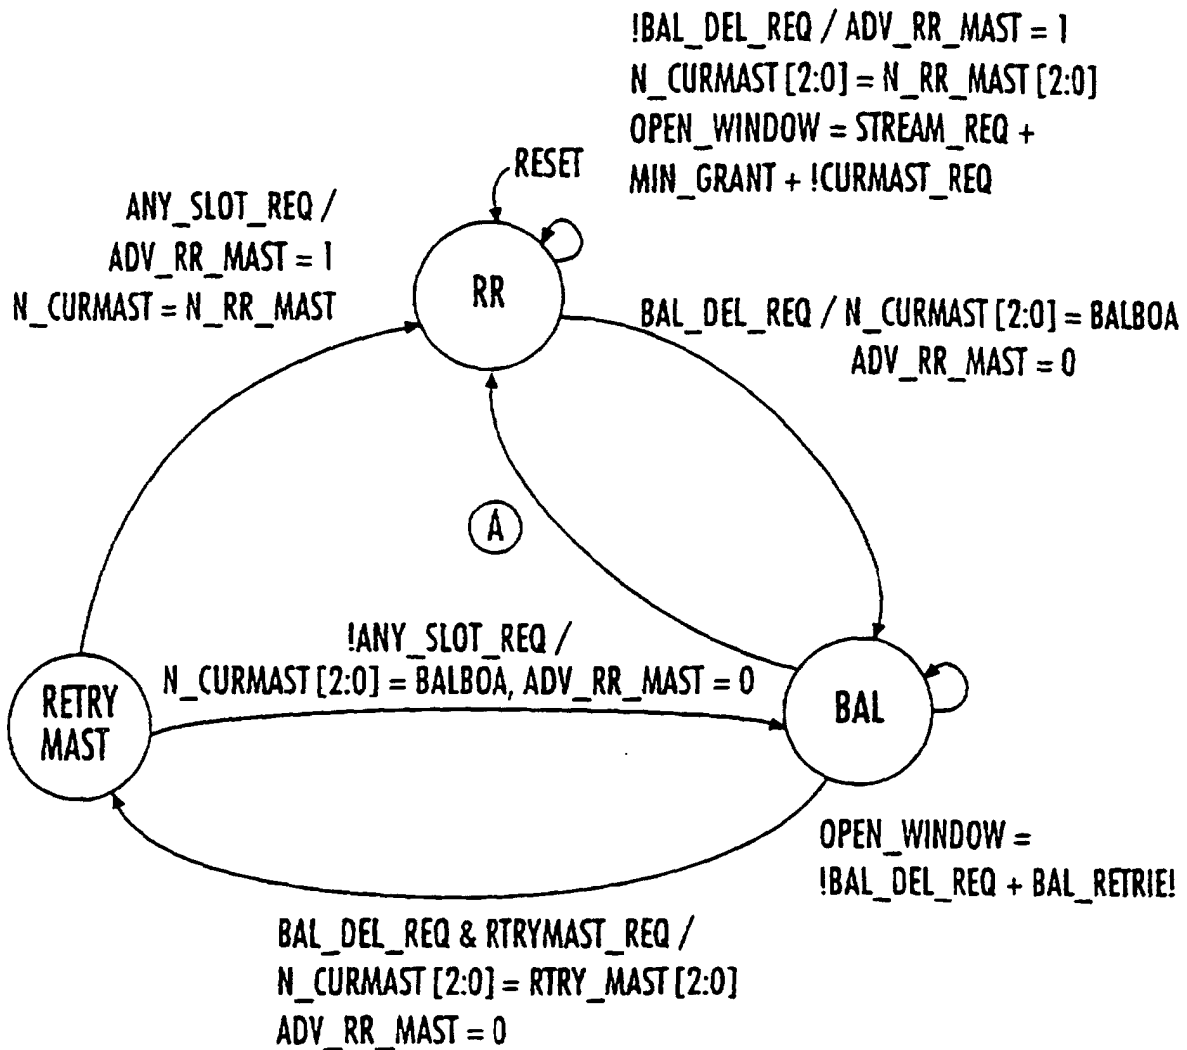 !BAL_DEL_REQ / ADV_RR_MAST = 1
N_CURMAST [2:0] = N_RR_MAST [2:0]
OPEN_WINDOW = STREAM_REQ +
MIN_GRANT + !CURMAST_REQ
RESET
ANY_SLOT_REQ /
ADV_RR_MAST = 1
N_CURMAST = N_RR_MAST
RR
BAL_DEL_REQ / N_CURMAST [2:0] = BALBOA
ADV_RR_MAST = 0
A
!ANY_SLOT_REQ /
N_CURMAST [2:0] = BALBOA, ADV_RR_MAST = 0
RETRY
MAST
BAL
OPEN_WINDOW =
!BAL_DEL_REQ + BAL_RETRIE!
BAL_DEL_REQ & RTRYMAST_REQ /
N_CURMAST [2:0] = RTRY_MAST [2:0]
ADV_RR_MAST = 0